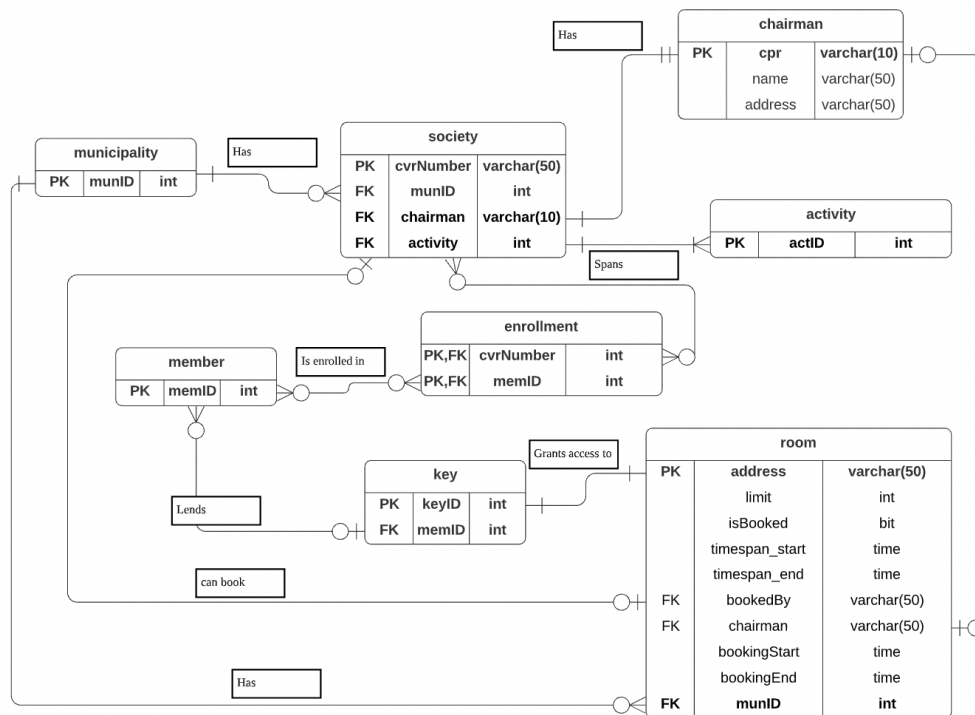 Has
chairman
PK cpr varchar(10)
name varchar(50)
address varchar(50)
municipality
PK munID int
Has
society
PK cvrNumber varchar(50)
FK munID int
FK chairman varchar(10)
FK activity int
activity
PK actID int
Spans
enrollment
PK,FK cvrNumber int
PK,FK memID int
member
PK memID int
Is enrolled in
key
PK keyID int
FK memID int
Grants access to
Lends
room
PK address varchar(50)
limit int
isBooked bit
timespan_start time
timespan_end time
FK bookedBy varchar(50)
FK chairman varchar(50)
bookingStart time
bookingEnd time
FK munID int
can book
Has